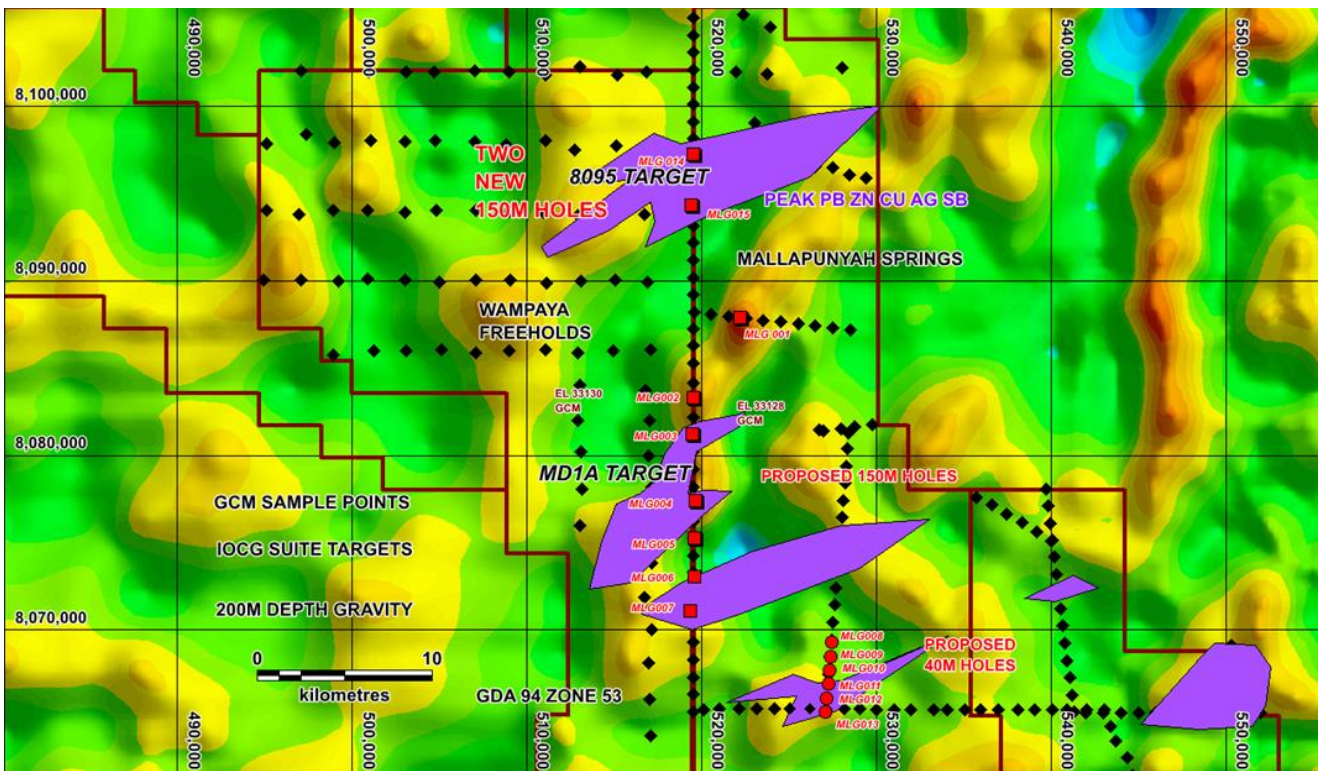 490,000
500,000
510,000
520,000
530,000
540,000
550,000
8,100,000
TWO
NEW
150M HOLES
MLG 014
8095 TARGET
PEAK PB ZN CU AG SB
MLG015
MALLAPUNYAH SPRINGS
8,090,000
WAMPAYA
FREEHOLDS
MLG 001
EL 33130
GCM
MLG002
EL 33128
GCM
MLG003
8,080,000
MD1A TARGET
PROPOSED 150M HOLES
GCM SAMPLE POINTS
MLG004
IOCG SUITE TARGETS
MLG005
MLG006
200M DEPTH GRAVITY
MLG007
8,070,000
MLG008
MLG009
MLG010
MLG011
MLG012
MLG013
PROPOSED
40M HOLES
0 10
kilometres
GDA 94 ZONE 53
490,000
500,000
510,000
520,000
530,000
540,000
550,000